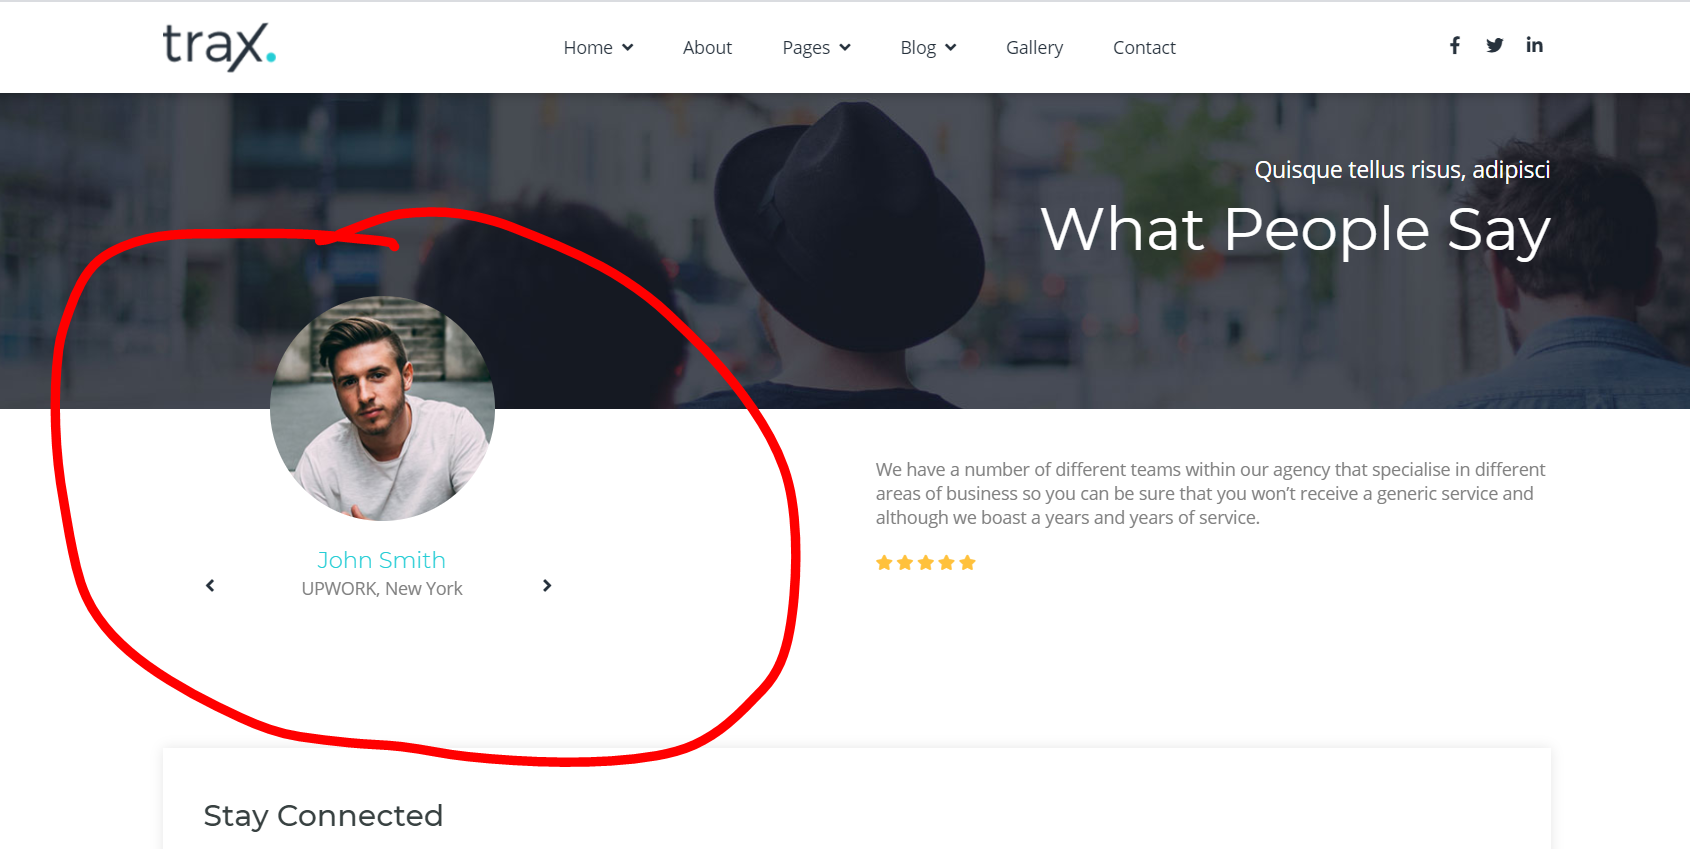 trax.
Home
About
Pages
Blog
Gallery
Contact
Quisque tellus risus, adipisci
What People Say
John Smith
UPWORK, New York
We have a number of different teams within our agency that specialise in different
areas of business so you can be sure that you won’t receive a generic service and
although we boast a years and years of service.
Stay Connected